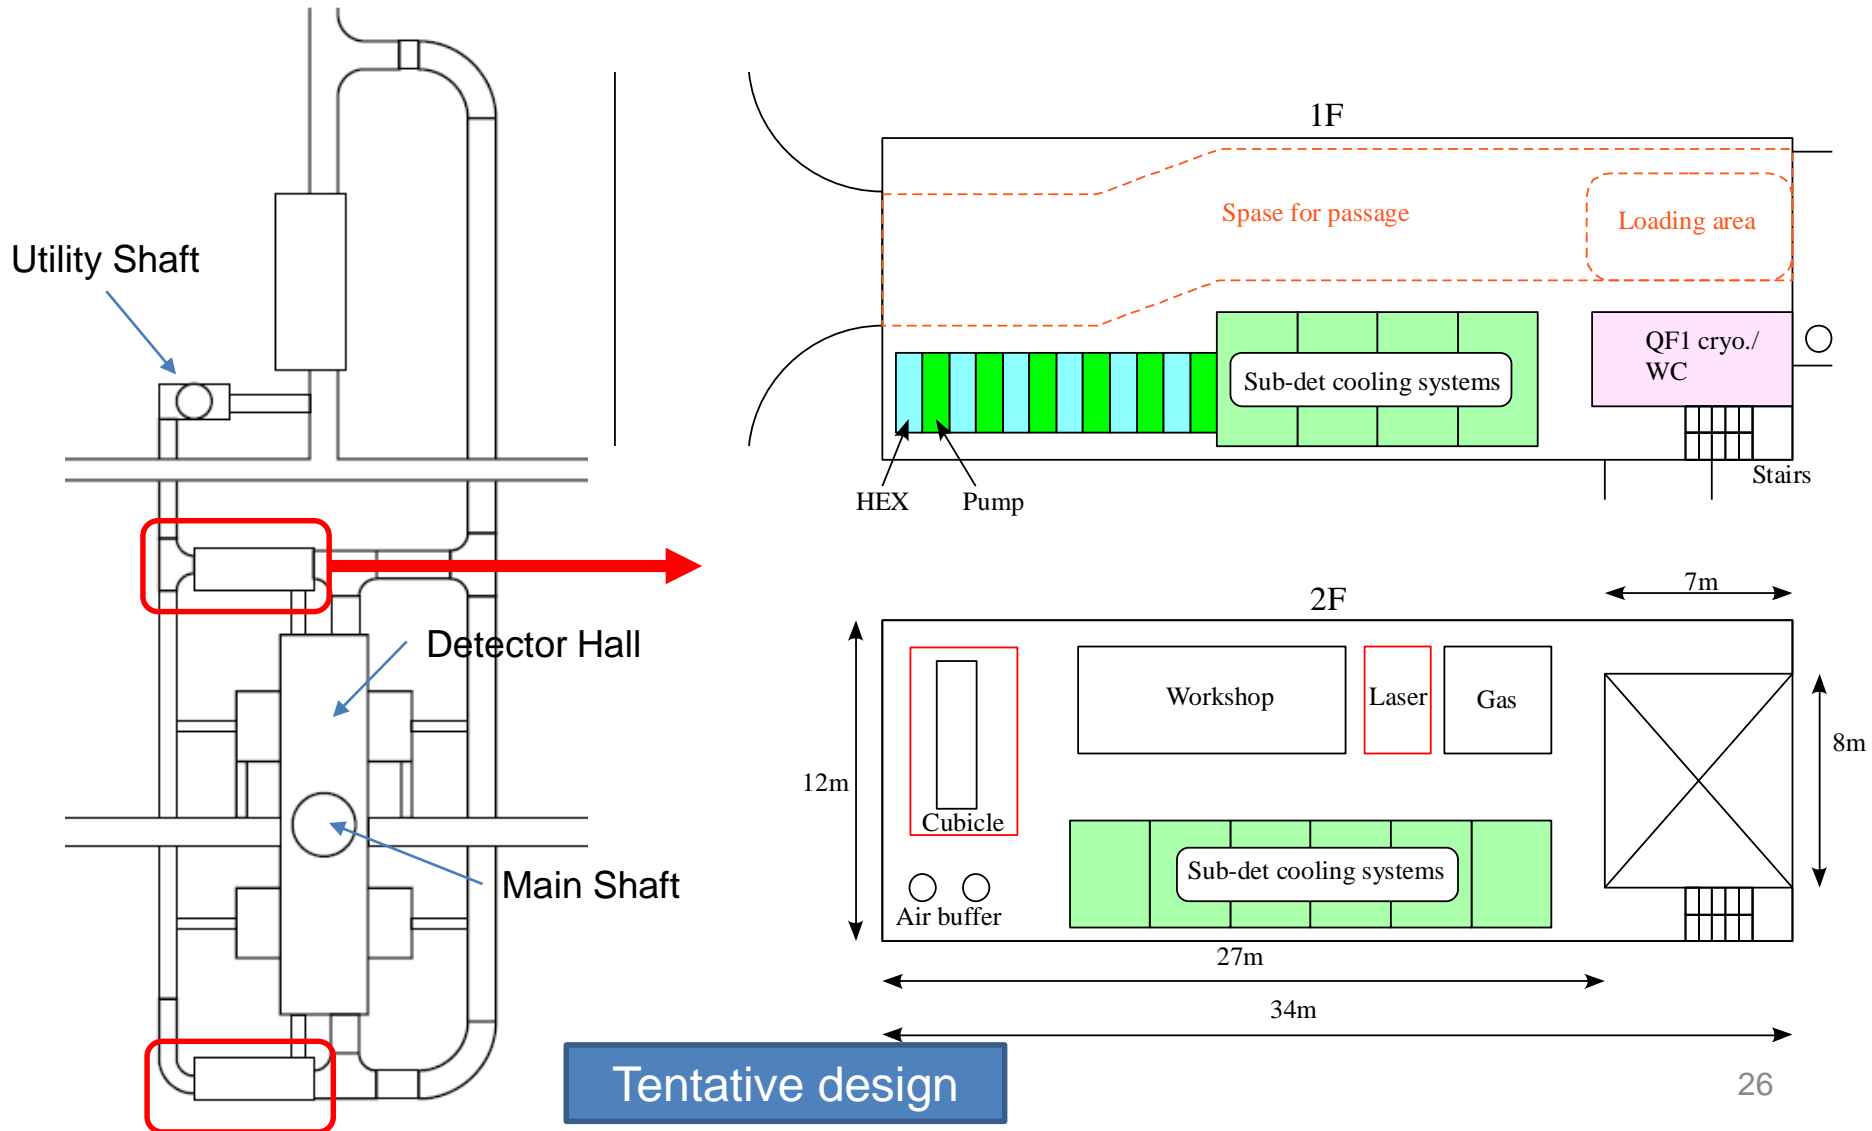 Utility Shaft
Detector Hall
Main Shaft
1F
Spase for passage
Loading area
QF1 cryo./
WC
Sub-det cooling systems
HEX
Pump
Stairs
2F
7m
Workshop
Laser
Gas
8m
12m
Cubicle
Sub-det cooling systems
Air buffer
27m
34m
Tentative design
26